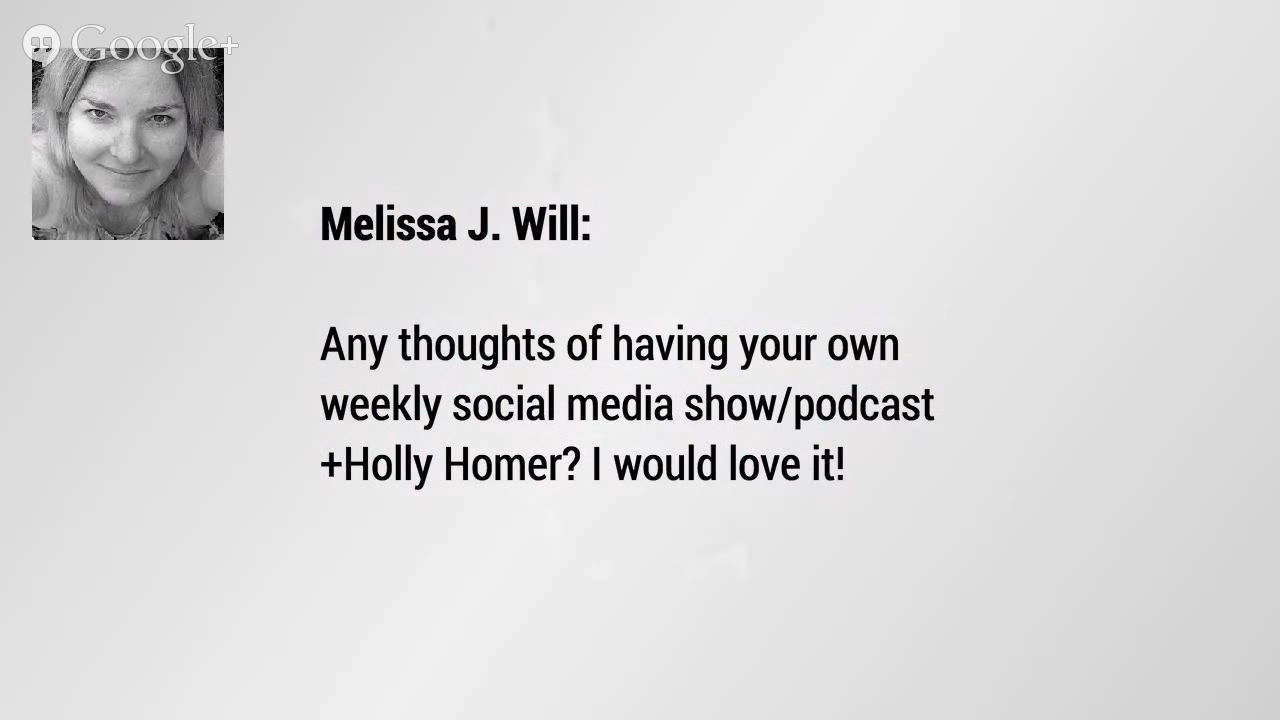 Google+
Melissa J. Will:
Any thoughts of having your own
weekly social media show/podcast
+Holly Homer? I would love it!